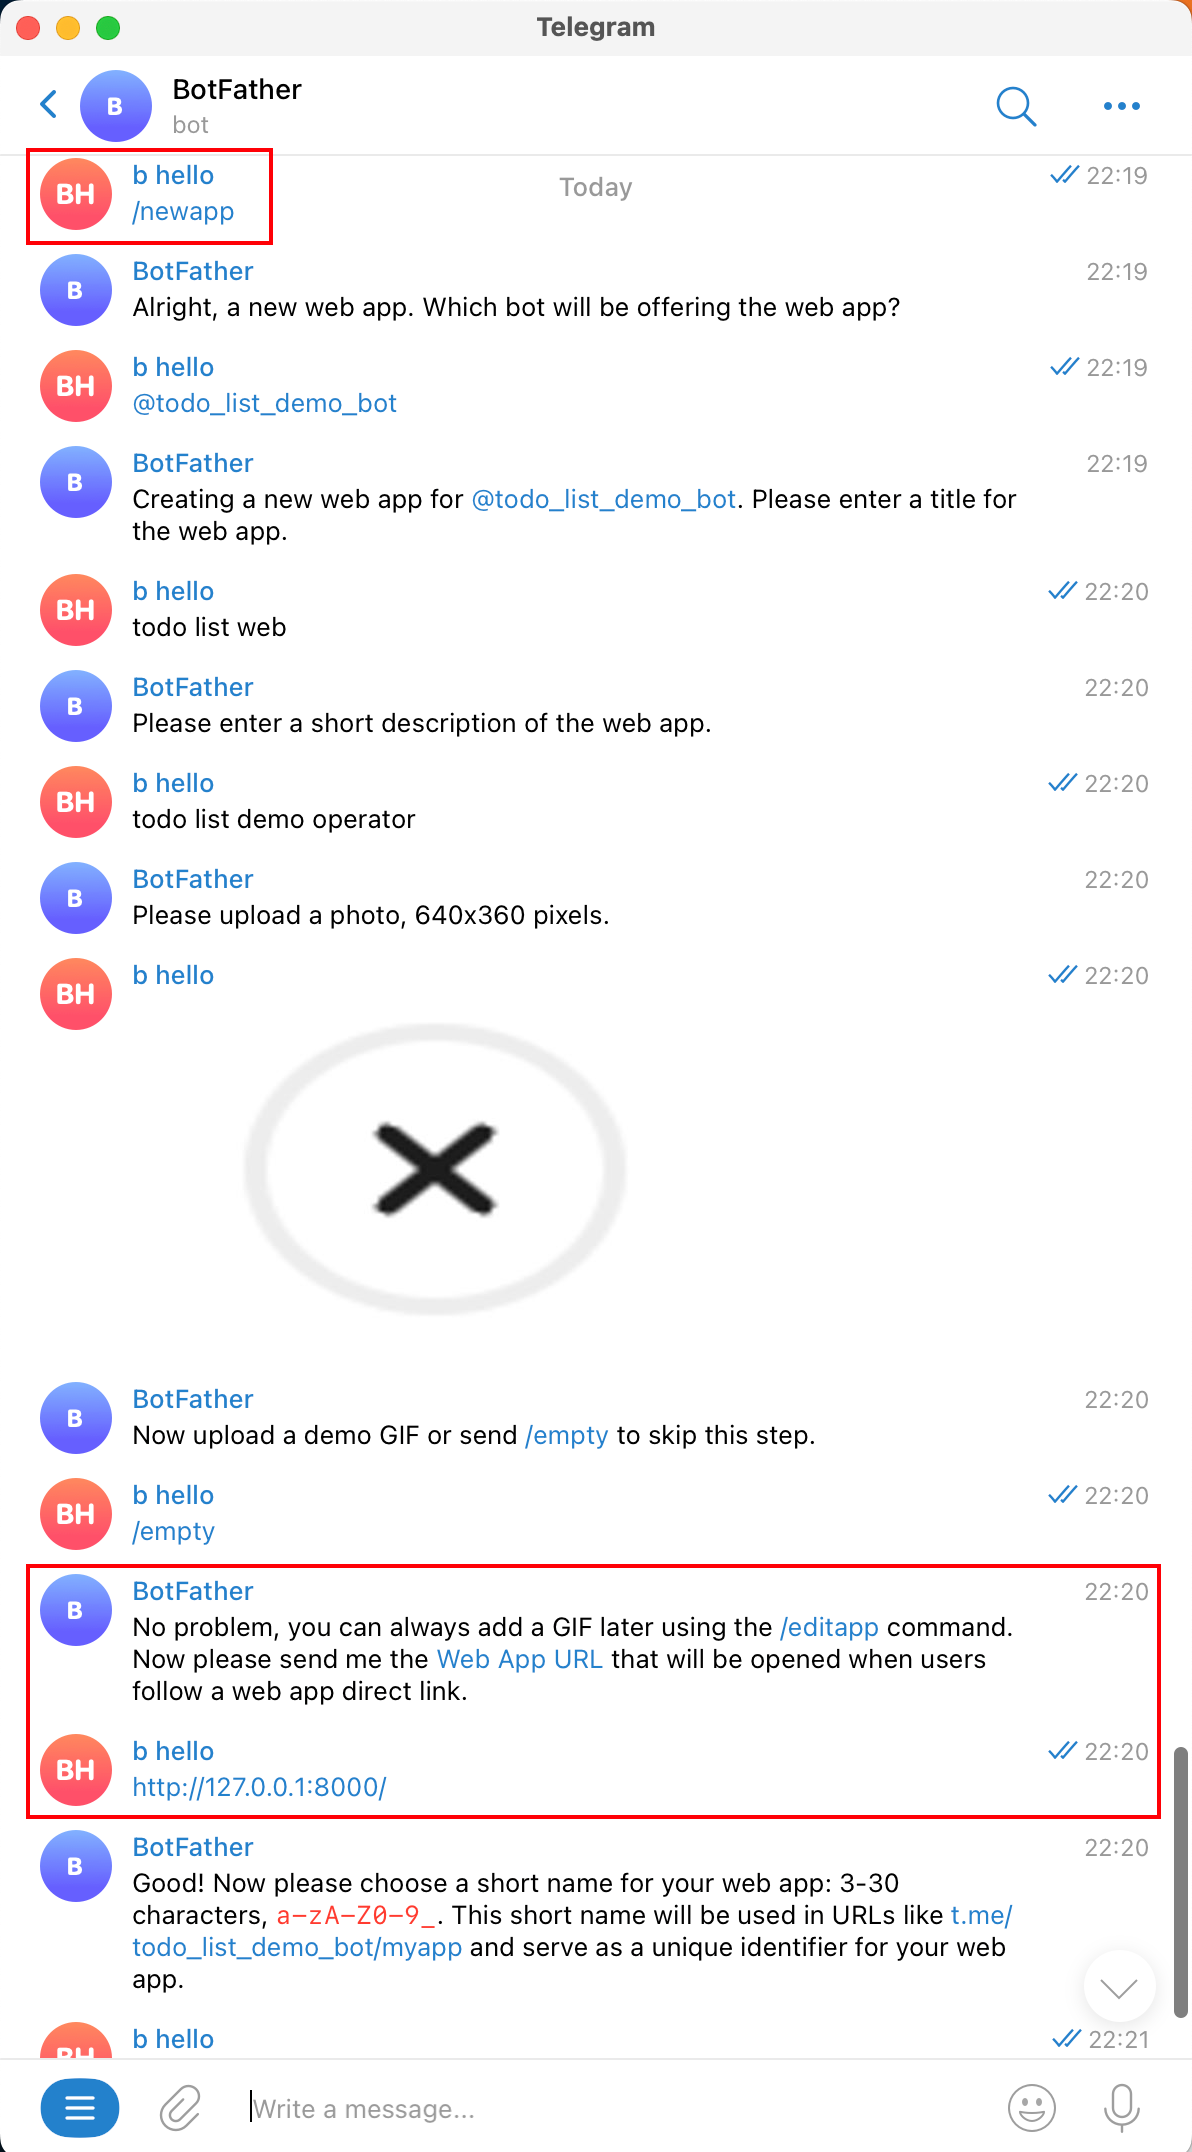 Telegram
B
BotFather
bot
BH
b hello
22:19
/newapp
Today
B
BotFather
22:19
Alright, a new web app. Which bot will be offering the web app?
BH
b hello
22:19
@todo_list_demo_bot
B
BotFather
22:19
Creating a new web app for @todo_list_demo_bot. Please enter a title for
the web app.
BH
b hello
22:20
todo list web
B
BotFather
22:20
Please enter a short description of the web app.
BH
b hello
22:20
todo list demo operator
B
BotFather
22:20
Please upload a photo, 640x360 pixels.
BH
b hello
22:20
B
BotFather
22:20
Now upload a demo GIF or send /empty to skip this step.
BH
b hello
22:20
/empty
B
BotFather
22:20
No problem, you can always add a GIF later using the /editapp command.
Now please send me the Web App URL that will be opened when users
follow a web app direct link.
BH
b hello
22:20
http://127.0.0.1:8000/
B
BotFather
22:20
Good! Now please choose a short name for your web app: 3-30
characters, a-zA-Z0-9_. This short name will be used in URLs like t.me/
todo_list_demo_bot/myapp and serve as a unique identifier for your web
app.
BH
b hello
22:21
Write a message...